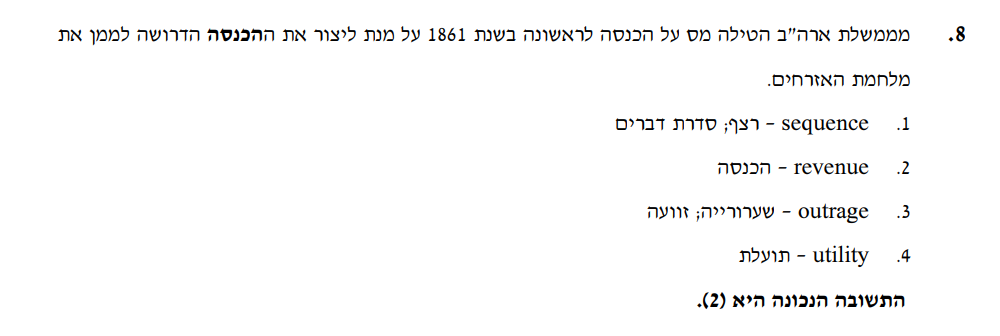 8. מממשלת ארה"ב הטילה מס על הכנסה לראשונה בשנת 1861 על מנת ליצור את ההכנסה הדרושה לממן את
מלחמת האזרחים.
1. sequence – רצף; סדרת דברים
2. revenue – הכנסה
3. outrage – שערורייה; זוועה
4. utility – תועלת
התשובה הנכונה היא (2).